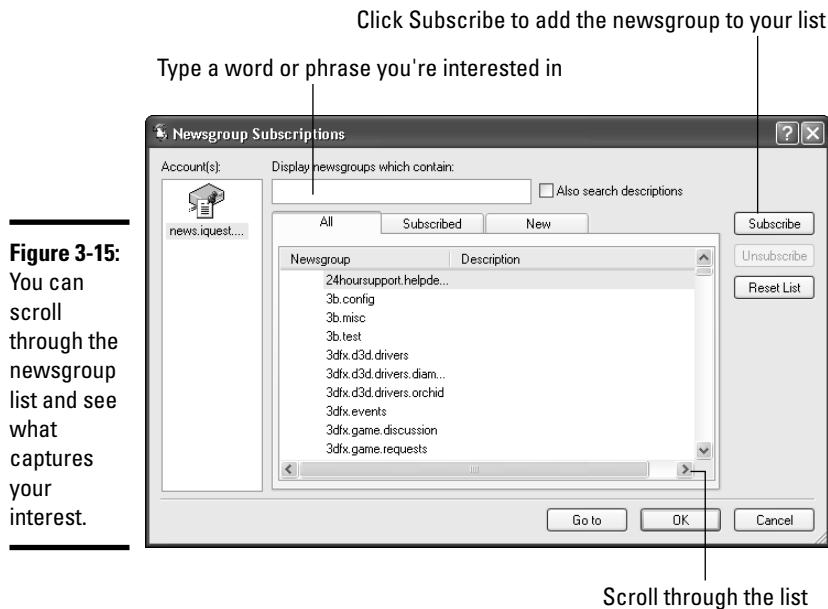 Click Subscribe to add the newsgroup to your list
Type a word or phrase you're interested in
Newsgroup Subscriptions
Account(s):
news.iquest....
Display newsgroups which contain:
Also search descriptions
All Subscribed New
Newsgroup Description
24hoursupport.helpde...
3b.config
3b.misc
3b.test
3dfx.d3d.drivers
3dfx.d3d.drivers.diam...
3dfx.d3d.drivers.orchid
3dfx.events
3dfx.game.discussion
3dfx.game.requests
Subscribe
Unsubscribe
Reset List
Go to OK Cancel
Scroll through the list
Figure 3-15:
You can
scroll
through the
newsgroup
list and see
what
captures
your
interest.